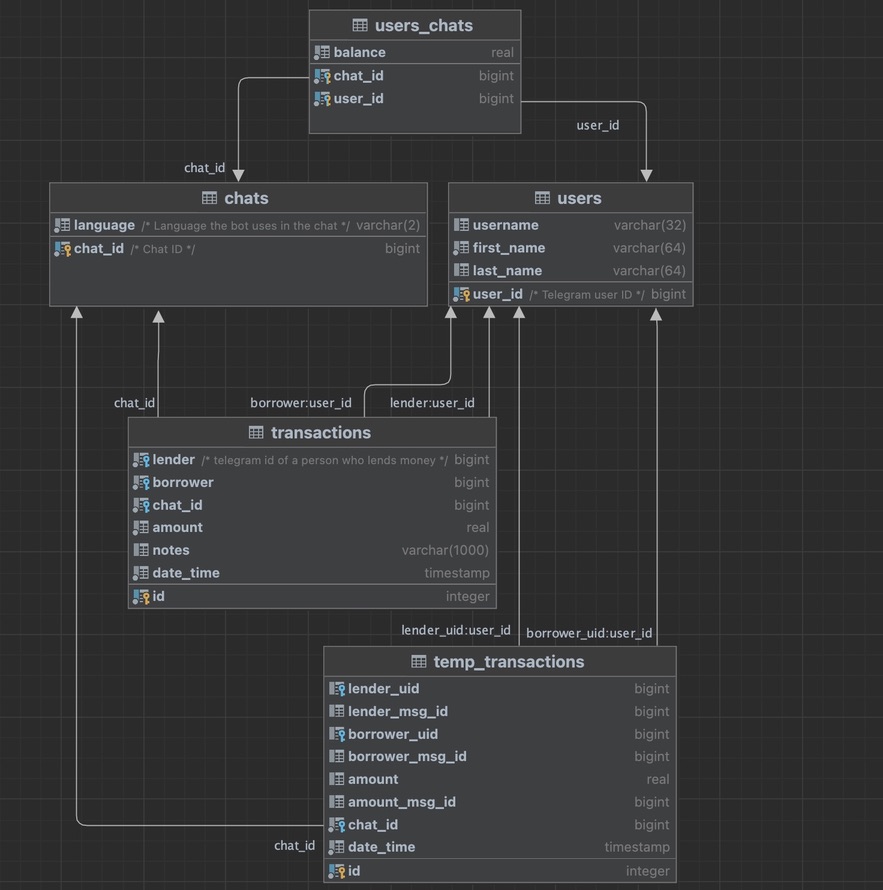 users_chats
balance real
chat_id bigint
user_id bigint
user_id
chat_id
chats
language /* Language the bot uses in the chat */ varchar(2)
chat_id /* Chat ID */ bigint
users
username varchar(32)
first_name varchar(64)
last_name varchar(64)
user_id /* Telegram user ID */ bigint
chat_id
borrower:user_id
lender:user_id
transactions
lender /* telegram id of a person who lends money */ bigint
borrower bigint
chat_id bigint
amount real
notes varchar(1000)
date_time timestamp
id integer
lender_uid:user_id
borrower_uid:user_id
temp_transactions
lender_uid bigint
lender_msg_id bigint
borrower_uid bigint
borrower_msg_id bigint
amount real
amount_msg_id bigint
chat_id bigint
date_time timestamp
id integer
chat_id